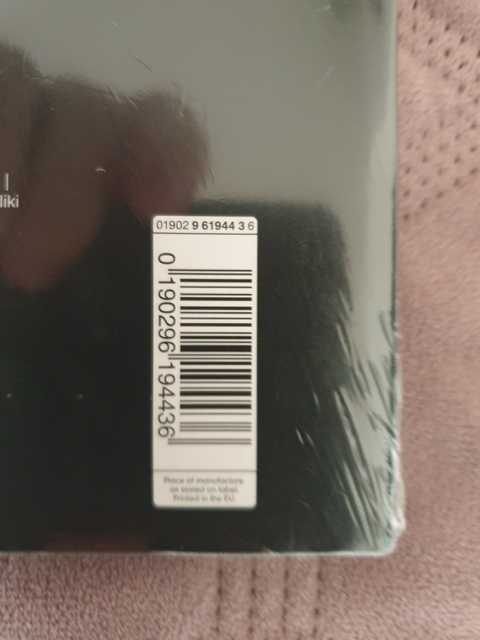 liki
01902 9 61944 3 6
0 190296 194436
Place of manufacture
as stated on label.
Printed in the EU.